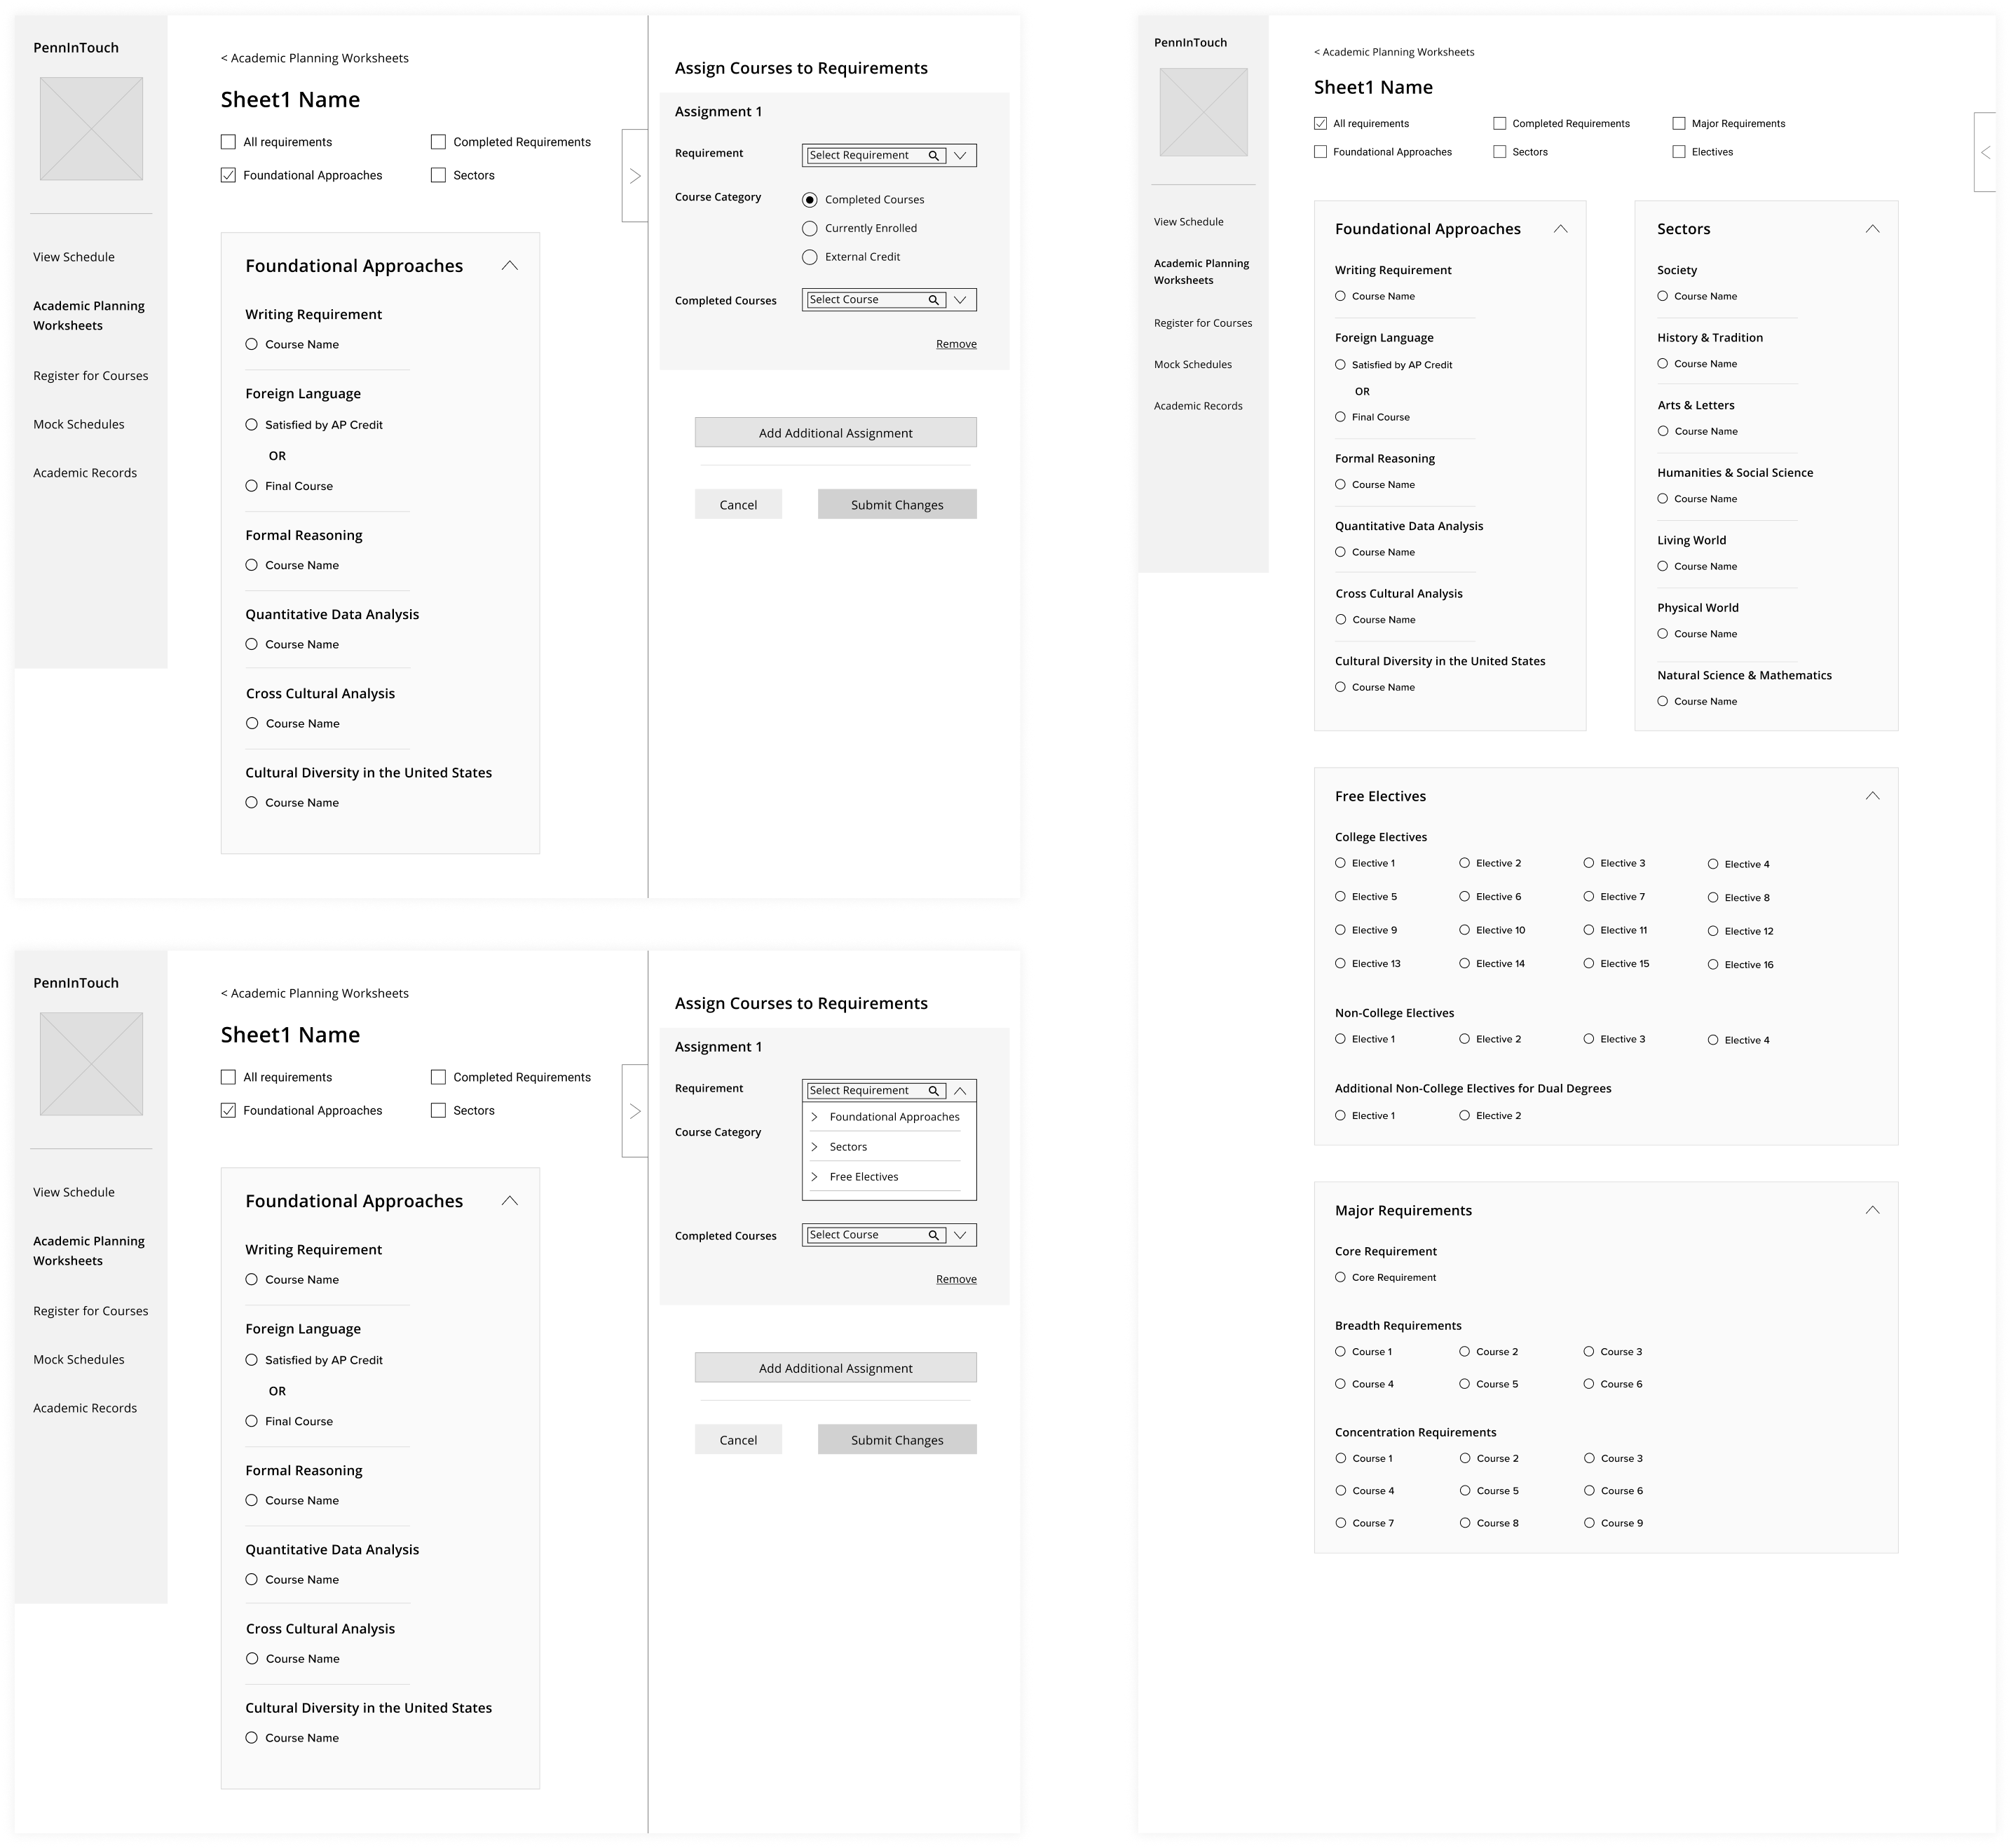 PennInTouch
View Schedule
Academic Planning
Worksheets
Register for Courses
Mock Schedules
Academic Records
< Academic Planning Worksheets
Sheet1 Name
All requirements
Completed Requirements
Foundational Approaches
Sectors
Foundational Approaches
Writing Requirement
Course Name
Foreign Language
Satisfied by AP Credit
OR
Final Course
Formal Reasoning
Course Name
Quantitative Data Analysis
Course Name
Cross Cultural Analysis
Course Name
Cultural Diversity in the United States
Course Name
Assign Courses to Requirements
Assignment 1
Requirement
Select Requirement
Course Category
Completed Courses
Currently Enrolled
External Credit
Completed Courses
Select Course
Remove
Add Additional Assignment
Cancel
Submit Changes
PennInTouch
View Schedule
Academic Planning
Worksheets
Register for Courses
Mock Schedules
Academic Records
< Academic Planning Worksheets
Sheet1 Name
All requirements
Completed Requirements
Foundational Approaches
Sectors
Foundational Approaches
Writing Requirement
Course Name
Foreign Language
Satisfied by AP Credit
OR
Final Course
Formal Reasoning
Course Name
Quantitative Data Analysis
Course Name
Cross Cultural Analysis
Course Name
Cultural Diversity in the United States
Course Name
Assign Courses to Requirements
Assignment 1
Requirement
Select Requirement
Foundational Approaches
Sectors
Free Electives
Course Category
Completed Courses
Select Course
Remove
Add Additional Assignment
Cancel
Submit Changes
PennInTouch
View Schedule
Academic Planning
Worksheets
Register for Courses
Mock Schedules
Academic Records
< Academic Planning Worksheets
Sheet1 Name
All requirements
Completed Requirements
Major Requirements
Foundational Approaches
Sectors
Electives
Foundational Approaches
Writing Requirement
Course Name
Foreign Language
Satisfied by AP Credit
OR
Final Course
Formal Reasoning
Course Name
Quantitative Data Analysis
Course Name
Cross Cultural Analysis
Course Name
Cultural Diversity in the United States
Course Name
Sectors
Society
Course Name
History & Tradition
Course Name
Arts & Letters
Course Name
Humanities & Social Science
Course Name
Living World
Course Name
Physical World
Course Name
Natural Science & Mathematics
Course Name
Free Electives
College Electives
Elective 1
Elective 2
Elective 3
Elective 4
Elective 5
Elective 6
Elective 7
Elective 8
Elective 9
Elective 10
Elective 11
Elective 12
Elective 13
Elective 14
Elective 15
Elective 16
Non-College Electives
Elective 1
Elective 2
Elective 3
Elective 4
Additional Non-College Electives for Dual Degrees
Elective 1
Elective 2
Major Requirements
Core Requirement
Core Requirement
Breadth Requirements
Course 1
Course 2
Course 3
Course 4
Course 5
Course 6
Concentration Requirements
Course 1
Course 2
Course 3
Course 4
Course 5
Course 6
Course 7
Course 8
Course 9